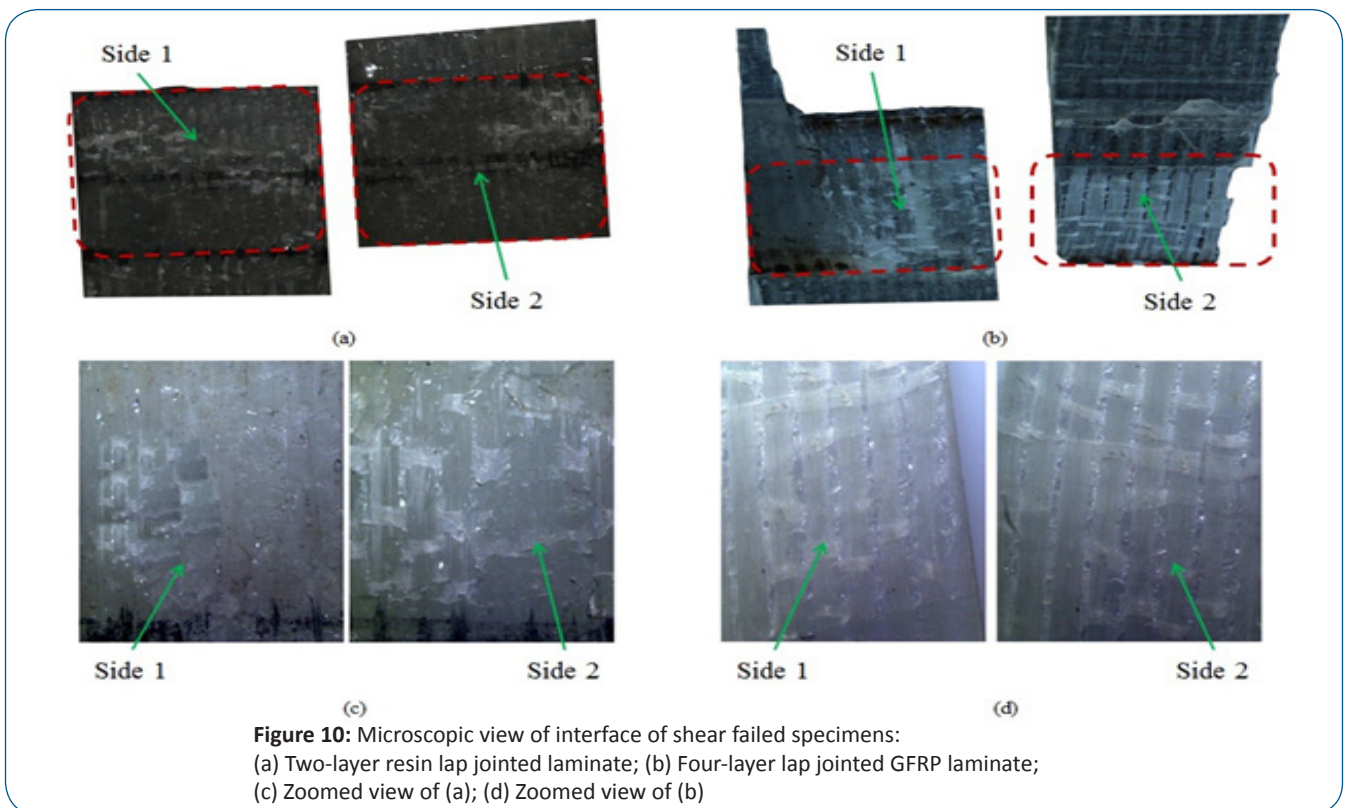 Side 1
Side 2
(a)
Side 1
Side 2
(b)
Side 1
Side 2
(c)
Side 1
Side 2
(d)
Figure 10: Microscopic view of interface of shear failed specimens:
(a) Two-layer resin lap jointed laminate; (b) Four-layer lap jointed GFRP laminate;
(c) Zoomed view of (a); (d) Zoomed view of (b)